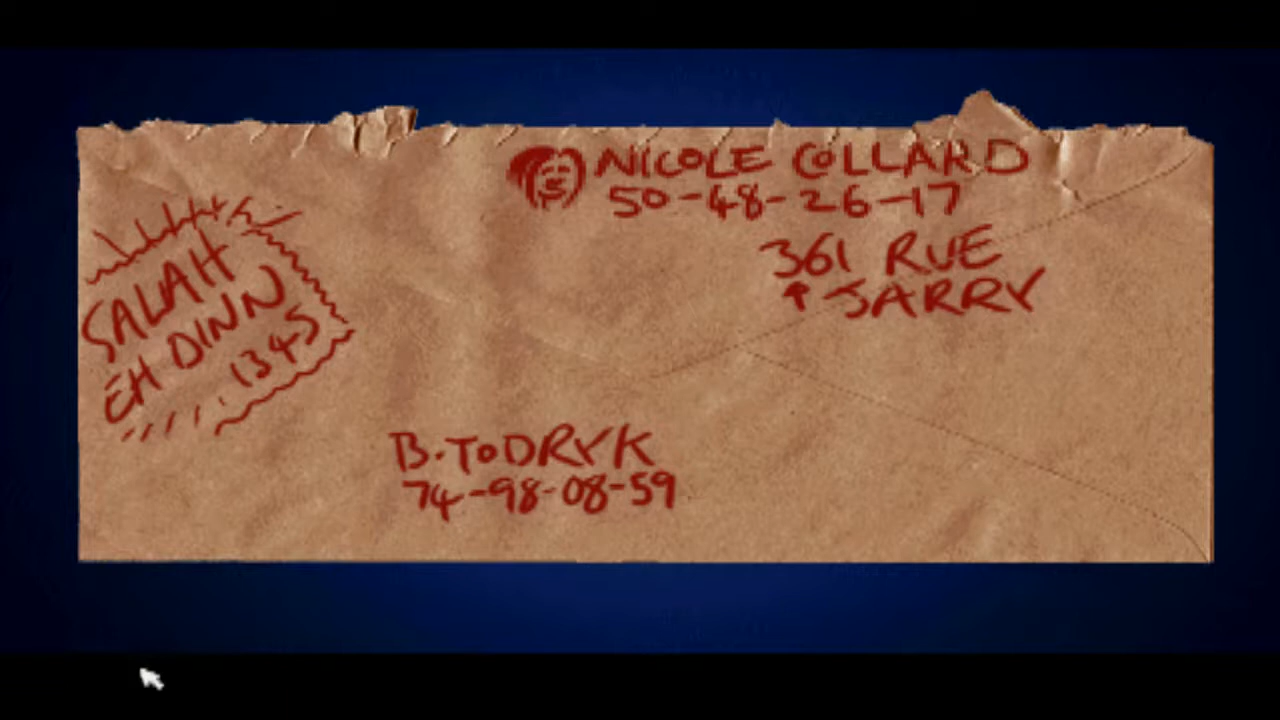 NICOLE COLLARD
50-48-26-17
361 RUE
JARRY
SALAH
EH DINN
1345
B. TODRYK
74-98-08-59